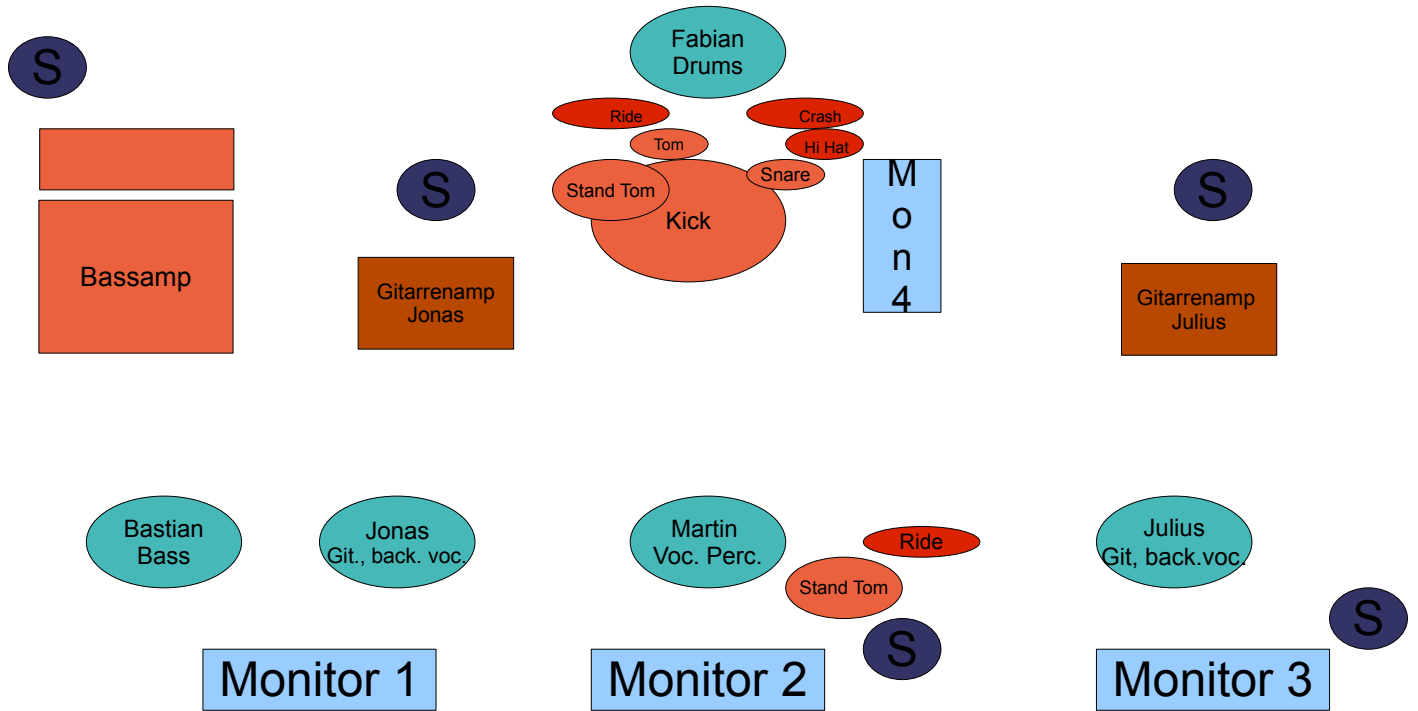 Fabian
Drums
S
Ride
Crash
Tom
Hi Hat
S
Stand Tom
Snare
M
o
n
4
S
Kick
Bassamp
Gitarrenamp
Jonas
Gitarrenamp
Julius
Bastian
Bass
Jonas
Git., back. voc.
Martin
Voc. Perc.
Ride
Julius
Git, back.voc.
Stand Tom
S
S
Monitor 1
Monitor 2
Monitor 3